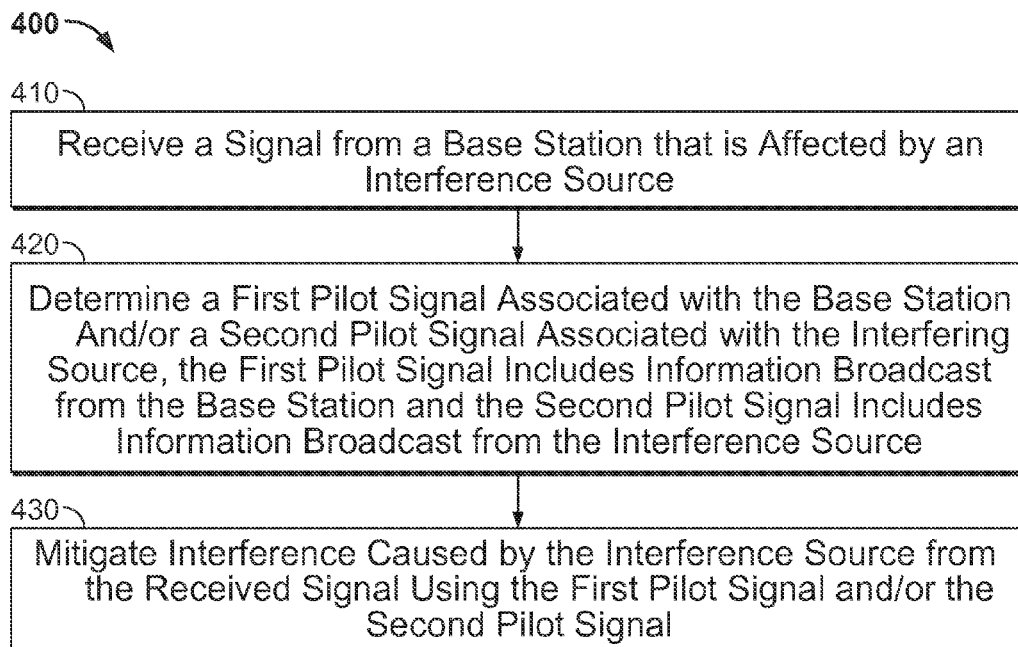 400
410
Receive a Signal from a Base Station that is Affected by an
Interference Source
420
Determine a First Pilot Signal Associated with the Base Station
And/or a Second Pilot Signal Associated with the Interfering
Source, the First Pilot Signal Includes Information Broadcast
from the Base Station and the Second Pilot Signal Includes
Information Broadcast from the Interference Source
430
Mitigate Interference Caused by the Interference Source from
the Received Signal Using the First Pilot Signal and/or the
Second Pilot Signal